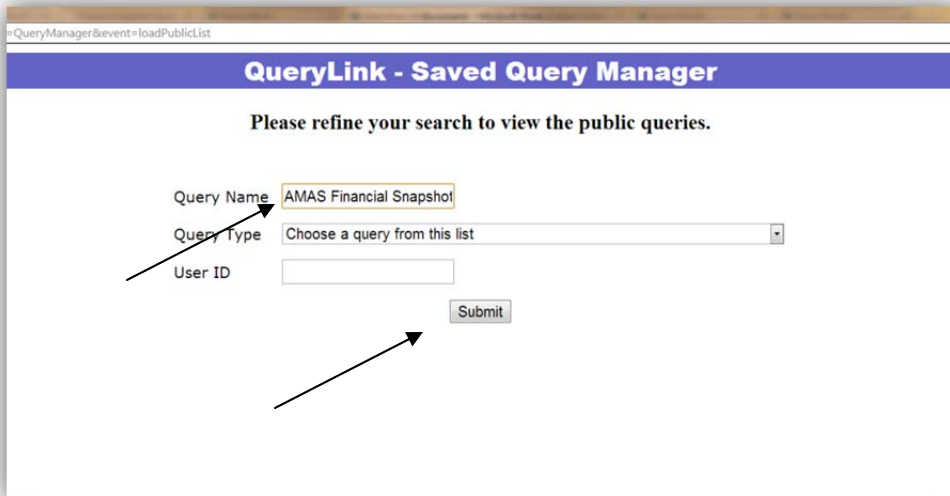 =QueryManager&event=loadPublicList
QueryLink - Saved Query Manager
Please refine your search to view the public queries.
Query Name AMAS Financial Snapshot
Query Type Choose a query from this list
User ID
Submit